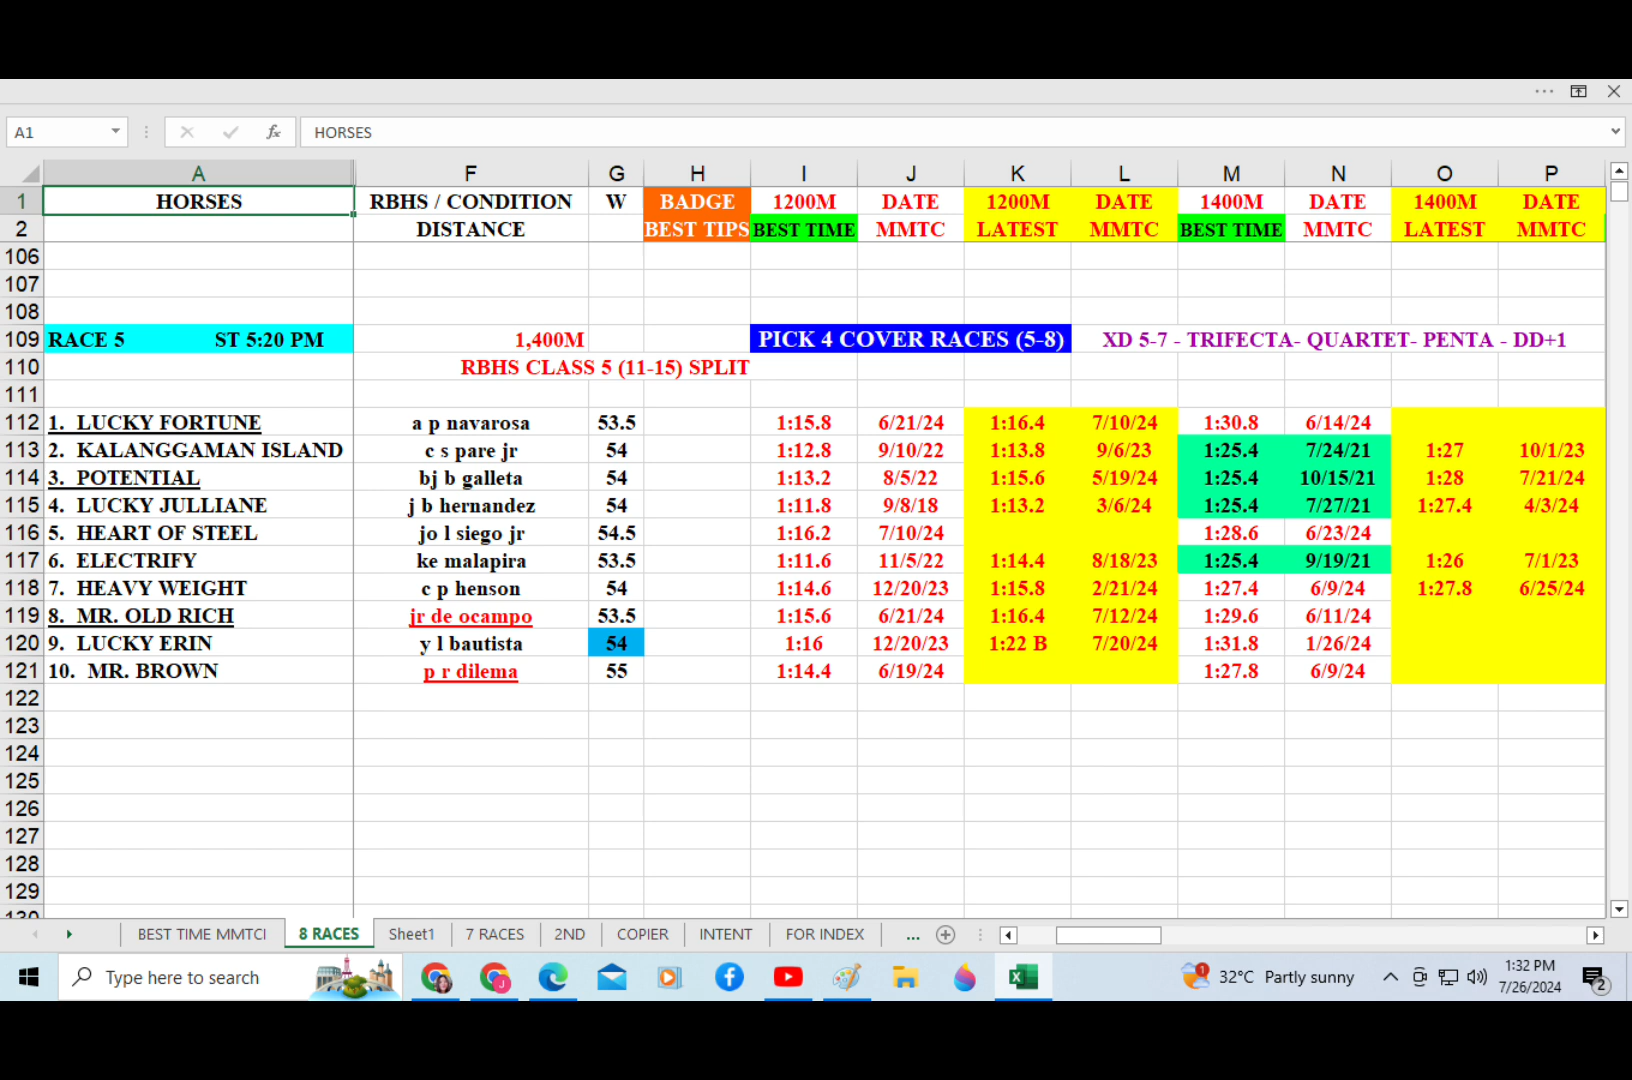 A1 fx HORSES
A F G H I J K L M N O P
1 HORSES RBHS / CONDITION W BADGE 1200M DATE 1200M DATE 1400M DATE 1400M DATE
2 DISTANCE BEST TIPS BEST TIME MMTC LATEST MMTC BEST TIME MMTC LATEST MMTC
106
107
108
109 RACE 5 ST 5:20 PM 1,400M PICK 4 COVER RACES (5-8) XD 5-7 - TRIFECTA- QUARTET- PENTA - DD+1
110 RBHS CLASS 5 (11-15) SPLIT
111
112 1. LUCKY FORTUNE a p navarosa 53.5 1:15.8 6/21/24 1:16.4 7/10/24 1:30.8 6/14/24
113 2. KALANGGAMAN ISLAND c s pare jr 54 1:12.8 9/10/22 1:13.8 9/6/23 1:25.4 7/24/21 1:27 10/1/23
114 3. POTENTIAL bj b galleta 54 1:13.2 8/5/22 1:15.6 5/19/24 1:25.4 10/15/21 1:28 7/21/24
115 4. LUCKY JULLIANE j b hernandez 54 1:11.8 9/8/18 1:13.2 3/6/24 1:25.4 7/27/21 1:27.4 4/3/24
116 5. HEART OF STEEL jo l siego jr 54.5 1:16.2 7/10/24 1:28.6 6/23/24
117 6. ELECTRIFY ke malapira 53.5 1:11.6 11/5/22 1:14.4 8/18/23 1:25.4 9/19/21 1:26 7/1/23
118 7. HEAVY WEIGHT c p henson 54 1:14.6 12/20/23 1:15.8 2/21/24 1:27.4 6/9/24 1:27.8 6/25/24
119 8. MR. OLD RICH jr de ocampo 53.5 1:15.6 6/21/24 1:16.4 7/12/24 1:29.6 6/11/24
120 9. LUCKY ERIN y l bautista 54 1:16 12/20/23 1:22 B 7/20/24 1:31.8 1/26/24
121 10. MR. BROWN p r dilema 55 1:14.4 6/19/24 1:27.8 6/9/24
122
123
124
125
126
127
128
129
130
BEST TIME MMTCI 8 RACES Sheet1 7 RACES 2ND COPIER INTENT FOR INDEX ...
Type here to search 1 32°C Partly sunny 1:32 PM
7/26/2024 2